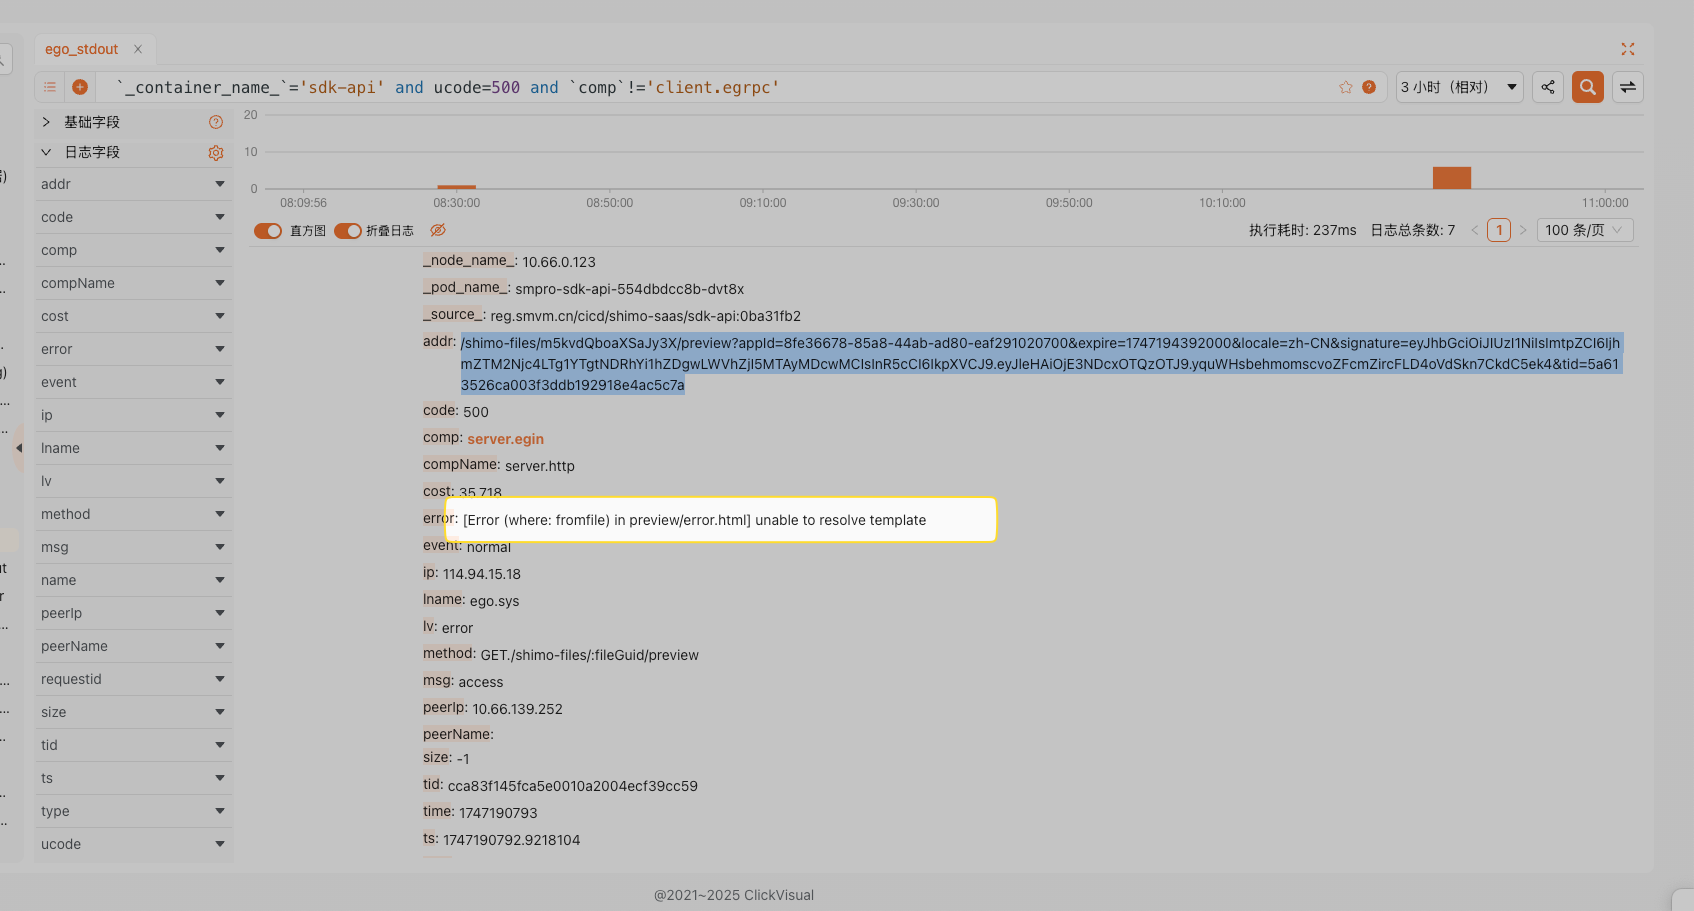 ego_stdout
`_container_name_`='sdk-api' and ucode=500 and `comp`!='client.egrpc'
3 小时（相对）
基础字段
日志字段
addr
code
comp
compName
cost
error
event
ip
lname
lv
method
msg
name
peerIp
peerName
requestid
size
tid
ts
type
ucode
20
10
0
08:09:56
08:30:00
08:50:00
09:10:00
09:30:00
09:50:00
10:10:00
11:00:00
直方图
折叠日志
执行耗时: 237ms
日志总条数: 7
1
100 条/页
_node_name_: 10.66.0.123
_pod_name_: smpro-sdk-api-554dbdcc8b-dvt8x
_source_: reg.smvm.cn/cicd/shimo-saas/sdk-api:0ba31fb2
addr: /shimo-files/m5kvdQboaXSaJy3X/preview?appId=8fe36678-85a8-44ab-ad80-eaf291020700&expire=1747194392000&locale=zh-CN&signature=eyJhbGciOiJIUzI1NiIsImtpZCI6Ijh
mZTM2Njc4LTg1YTgtNDRhYi1hZDgwLWVhZjI5MTAyMDcwMCIsInR5cCI6IkpXVCJ9.eyJleHAiOjE3NDcxOTQzOTJ9.yquWHsbehmomscvoZFcmZircFLD4oVdSkn7CkdC5ek4&tid=5a61
3526ca003f3ddb192918e4ac5c7a
code: 500
comp: server.egin
compName: server.http
cost: 35.718
error: [Error (where: fromfile) in preview/error.html] unable to resolve template
event: normal
ip: 114.94.15.18
lname: ego.sys
lv: error
method: GET./shimo-files/:fileGuid/preview
msg: access
peerIp: 10.66.139.252
peerName:
size: -1
tid: cca83f145fca5e0010a2004ecf39cc59
time: 1747190793
ts: 1747190792.9218104
@2021~2025 ClickVisual